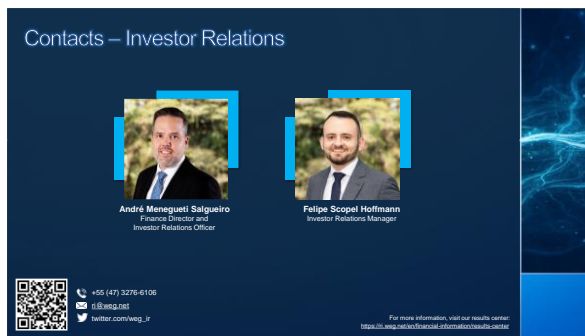 Contacts – Investor Relations
André Menegueti Salgueiro
Finance Director and
Investor Relations Officer
Felipe Scopel Hoffmann
Investor Relations Manager
+55 (47) 3276-6106
ri@weg.net
twitter.com/weg_ir
For more information, visit our results center:
https://ri.weg.net/en/financial-information/results-center